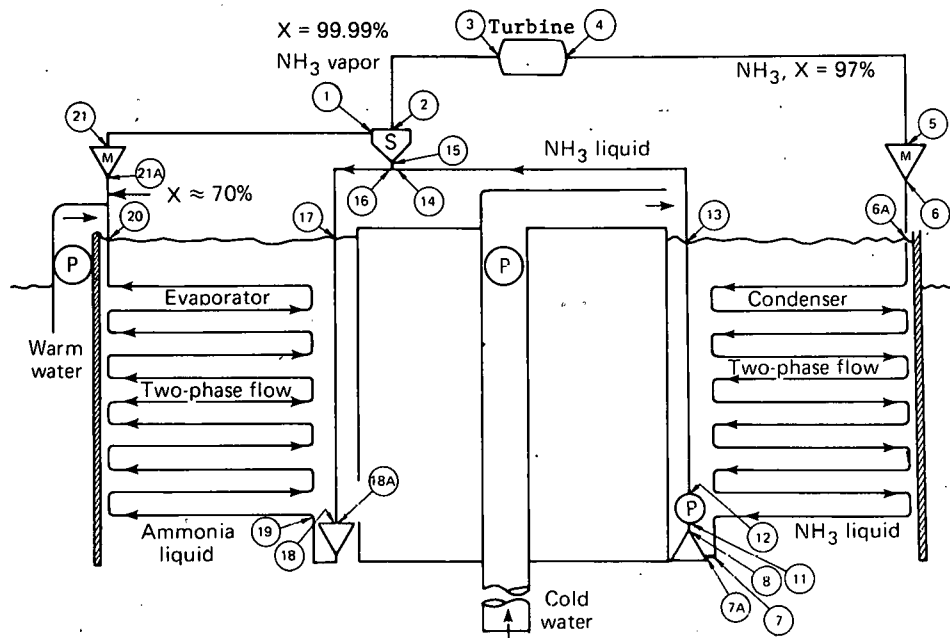 X = 99.99%
NH3 vapor
3
Turbine
4
NH3, X = 97%
1
2
21
S
15
NH3 liquid
5
M
M
21A
X ≈ 70%
16
14
20
17
13
6A
6
P
P
Evaporator
Condenser
Warm
water
Two-phase flow
Two-phase flow
18A
19
Ammonia
liquid
18
P
12
NH3 liquid
8
11
7A
7
Cold
water